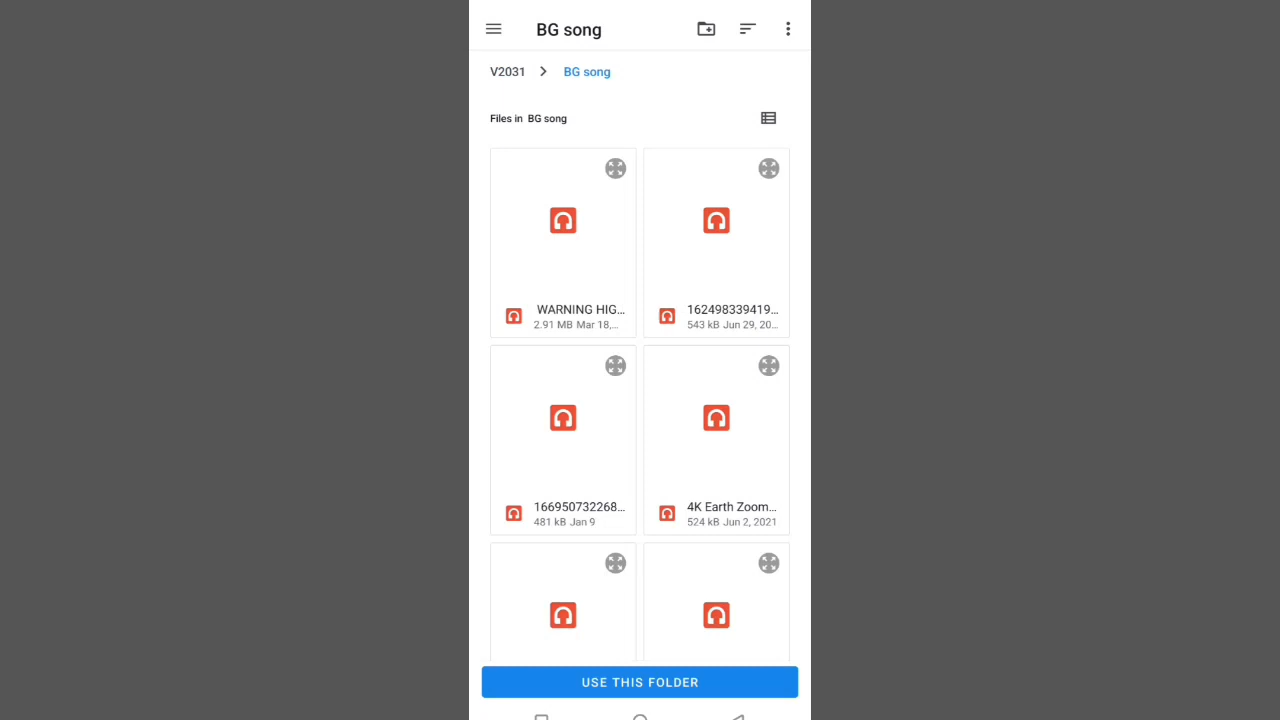 BG song
V2031 > BG song
Files in BG song
WARNING HIG...
2.91 MB Mar 18,...
162498339419...
543 kB Jun 29, 20...
166950732268...
481 kB Jan 9
4K Earth Zoom...
524 kB Jun 2, 2021
USE THIS FOLDER